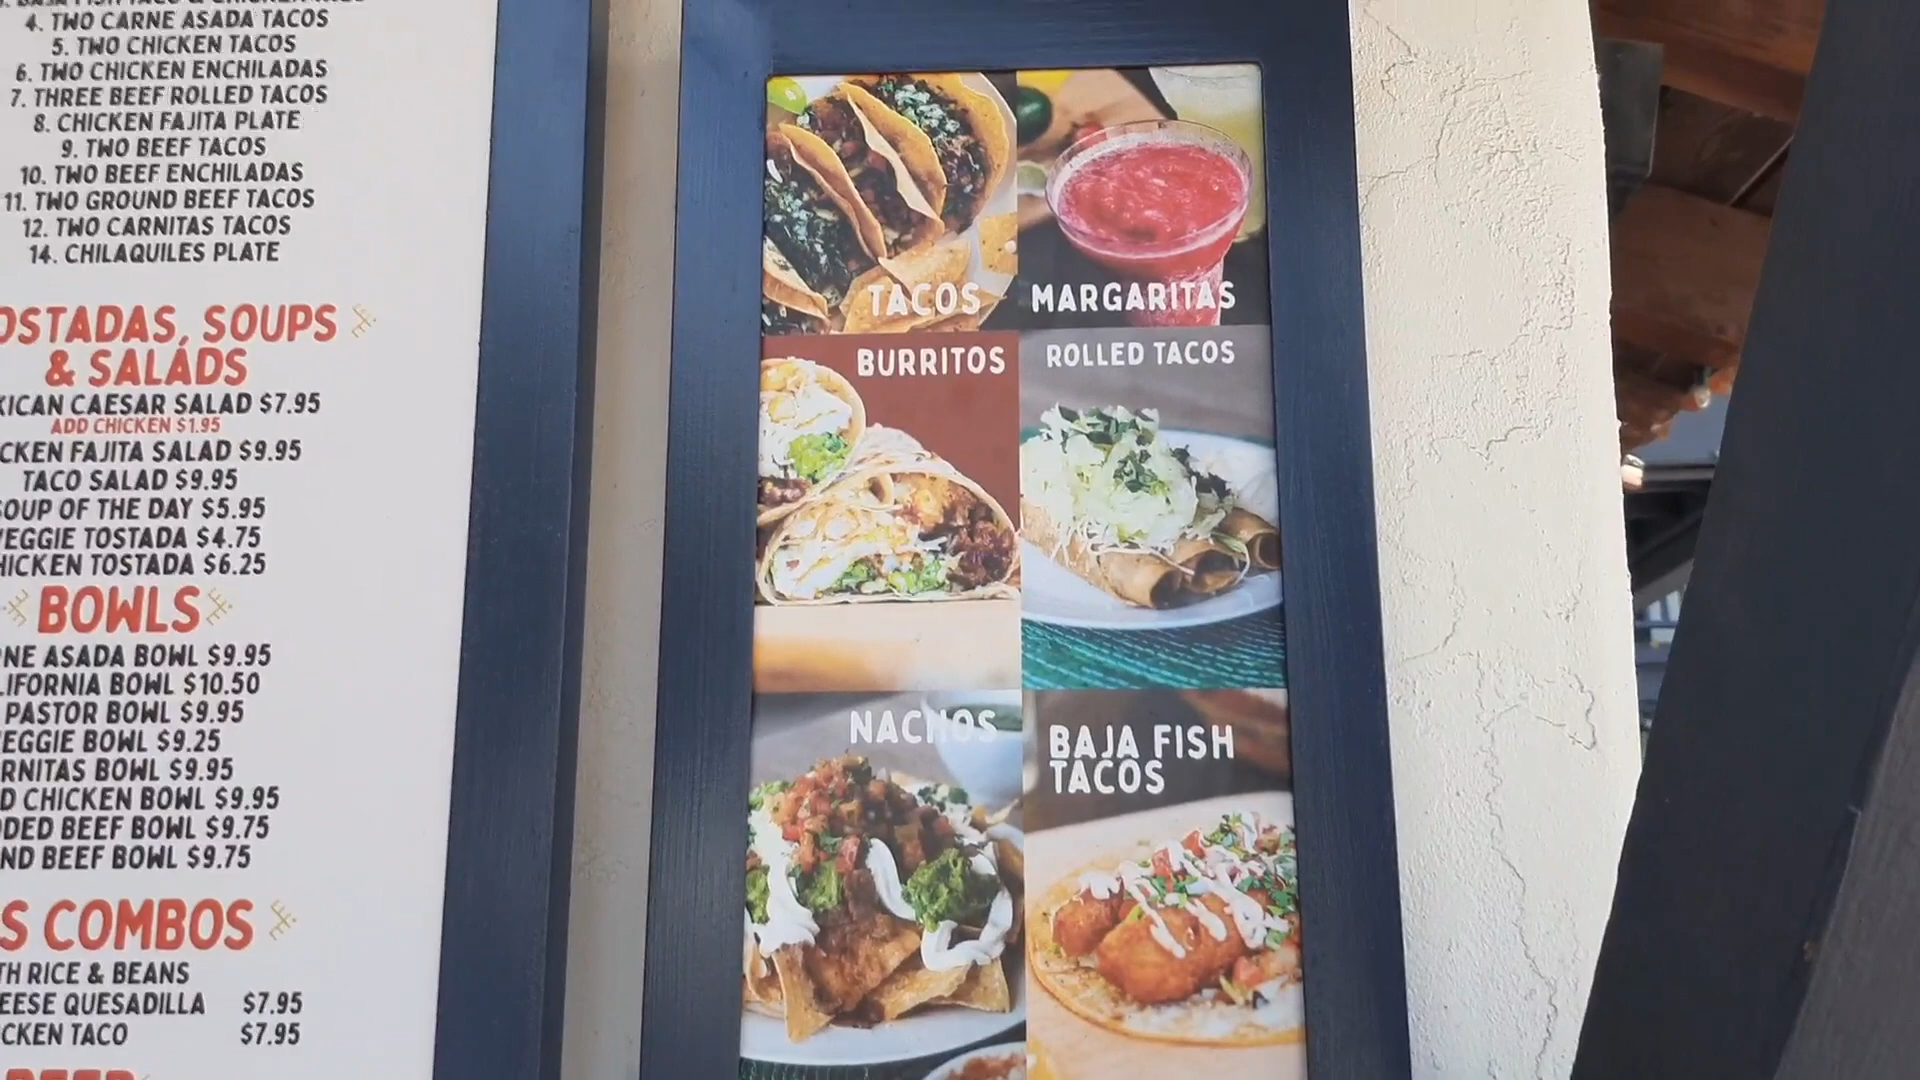 4. TWO CARNE ASADA TACOS
5. TWO CHICKEN TACOS
6. TWO CHICKEN ENCHILADAS
7. THREE BEEF ROLLED TACOS
8. CHICKEN FAJITA PLATE
9. TWO BEEF TACOS
10. TWO BEEF ENCHILADAS
11. TWO GROUND BEEF TACOS
12. TWO CARNITAS TACOS
14. CHILAQUILES PLATE
OSTADAS, SOUPS
& SALADS
XICAN CAESAR SALAD $7.95
ADD CHICKEN $1.95
CKEN FAJITA SALAD $9.95
TACO SALAD $9.95
OUP OF THE DAY $5.95
VEGGIE TOSTADA $4.75
HICKEN TOSTADA $6.25
BOWLS
RNE ASADA BOWL $9.95
LIFORNIA BOWL $10.50
PASTOR BOWL $9.95
EGGIE BOWL $9.25
RNITAS BOWL $9.95
D CHICKEN BOWL $9.95
DDED BEEF BOWL $9.75
ND BEEF BOWL $9.75
S COMBOS
TH RICE & BEANS
EESE QUESADILLA $7.95
CKEN TACO $7.95
TACOS
MARGARITAS
BURRITOS
ROLLED TACOS
NACHOS
BAJA FISH
TACOS